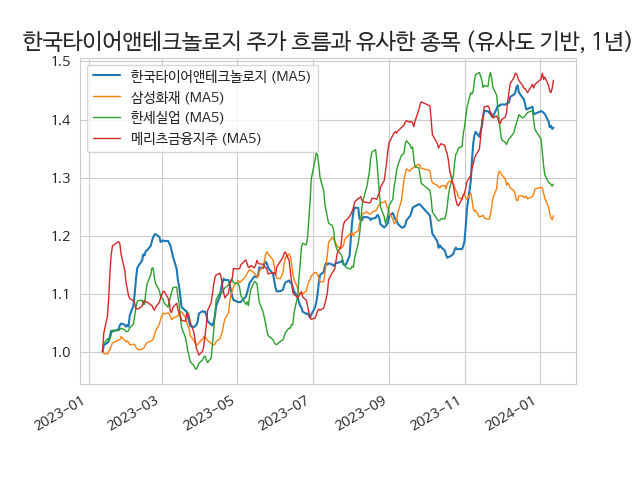 한국타이어앤테크놀로지 주가 흐름과 유사한 종목 (유사도 기반, 1년)
1.5
1.4
1.3
1.2
1.1
1.0
한국타이어앤테크놀로지 (MA5)
삼성화재 (MA5)
한세실업 (MA5)
메리츠금융지주 (MA5)
2023-01
2023-03
2023-05
2023-07
2023-09
2023-11
2024-01